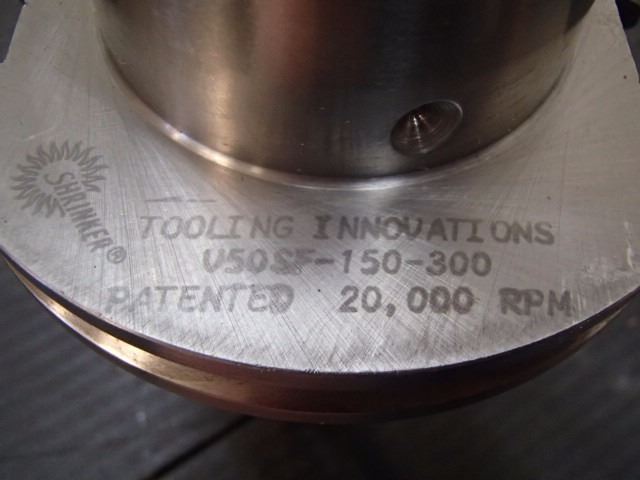 SHRINKER®
TOOLING INNOVATIONS
V50SF-150-300
PATENTED 20,000 RPM